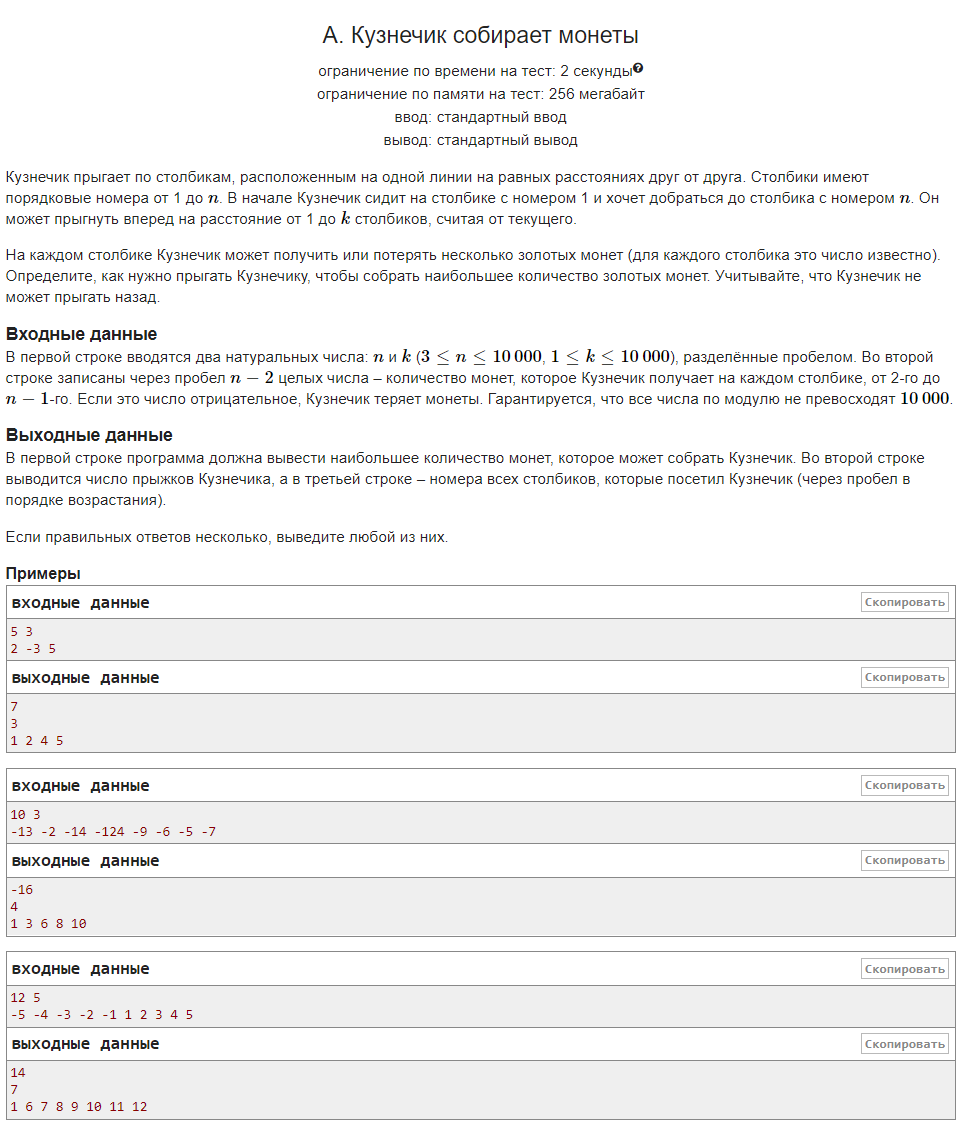 A. Кузнечик собирает монеты
ограничение по времени на тест: 2 секунды
ограничение по памяти на тест: 256 мегабайт
ввод: стандартный ввод
вывод: стандартный вывод
Кузнечик прыгает по столбикам, расположенным на одной линии на равных расстояниях друг от друга. Столбики имеют
порядковые номера от 1 до n. В начале Кузнечик сидит на столбике с номером 1 и хочет добраться до столбика с номером n. Он
может прыгнуть вперед на расстояние от 1 до k столбиков, считая от текущего.
На каждом столбике Кузнечик может получить или потерять несколько золотых монет (для каждого столбика это число известно).
Определите, как нужно прыгать Кузнечику, чтобы собрать наибольшее количество золотых монет. Учитывайте, что Кузнечик не
может прыгать назад.
Входные данные
В первой строке вводятся два натуральных числа: n и k (3 ≤ n ≤ 10 000, 1 ≤ k ≤ 10 000), разделённые пробелом. Во второй
строке записаны через пробел n − 2 целых числа – количество монет, которое Кузнечик получает на каждом столбике, от 2-го до
n − 1-го. Если это число отрицательное, Кузнечик теряет монеты. Гарантируется, что все числа по модулю не превосходят 10 000.
Выходные данные
В первой строке программа должна вывести наибольшее количество монет, которое может собрать Кузнечик. Во второй строке
выводится число прыжков Кузнечика, а в третьей строке – номера всех столбиков, которые посетил Кузнечик (через пробел в
порядке возрастания).
Если правильных ответов несколько, выведите любой из них.
Примеры
входные данные Скопировать
5 3
2 -3 5
выходные данные Скопировать
7
3
1 2 4 5
входные данные Скопировать
10 3
-13 -2 -14 -124 -9 -6 -5 -7
выходные данные Скопировать
-16
4
1 3 6 8 10
входные данные Скопировать
12 5
-5 -4 -3 -2 -1 1 2 3 4 5
выходные данные Скопировать
14
7
1 6 7 8 9 10 11 12